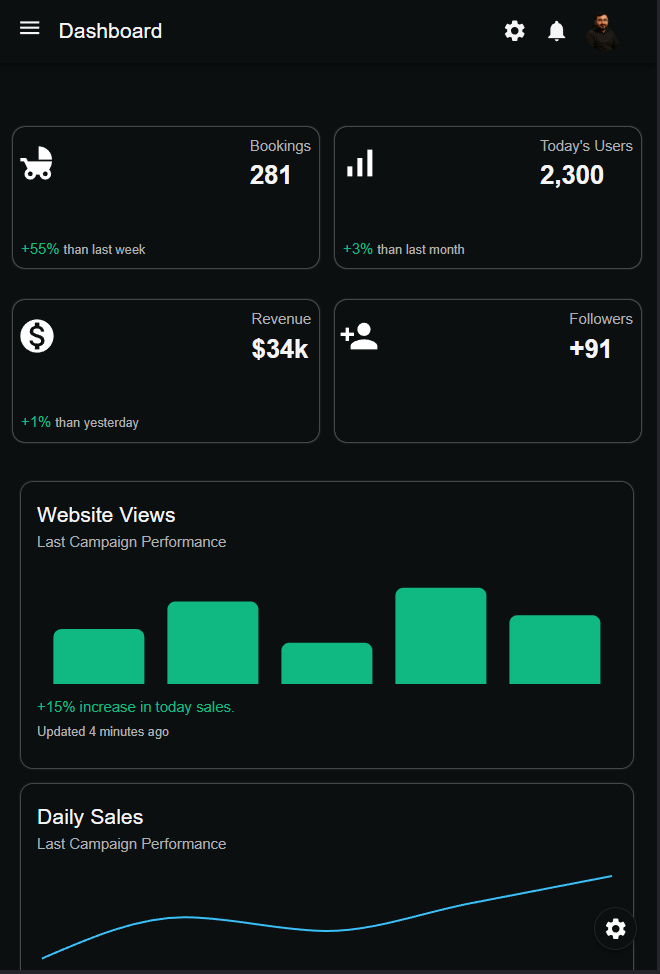 Dashboard
Bookings
281
+55% than last week
Today's Users
2,300
+3% than last month
Revenue
$34k
+1% than yesterday
Followers
+91
Website Views
Last Campaign Performance
+15% increase in today sales.
Updated 4 minutes ago
Daily Sales
Last Campaign Performance